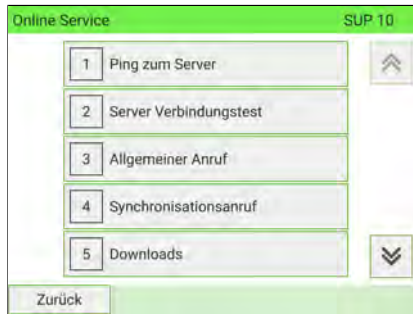 Online Service SUP 10
1 Ping zum Server
2 Server Verbindungstest
3 Allgemeiner Anruf
4 Synchronisationsanruf
5 Downloads
Zurück